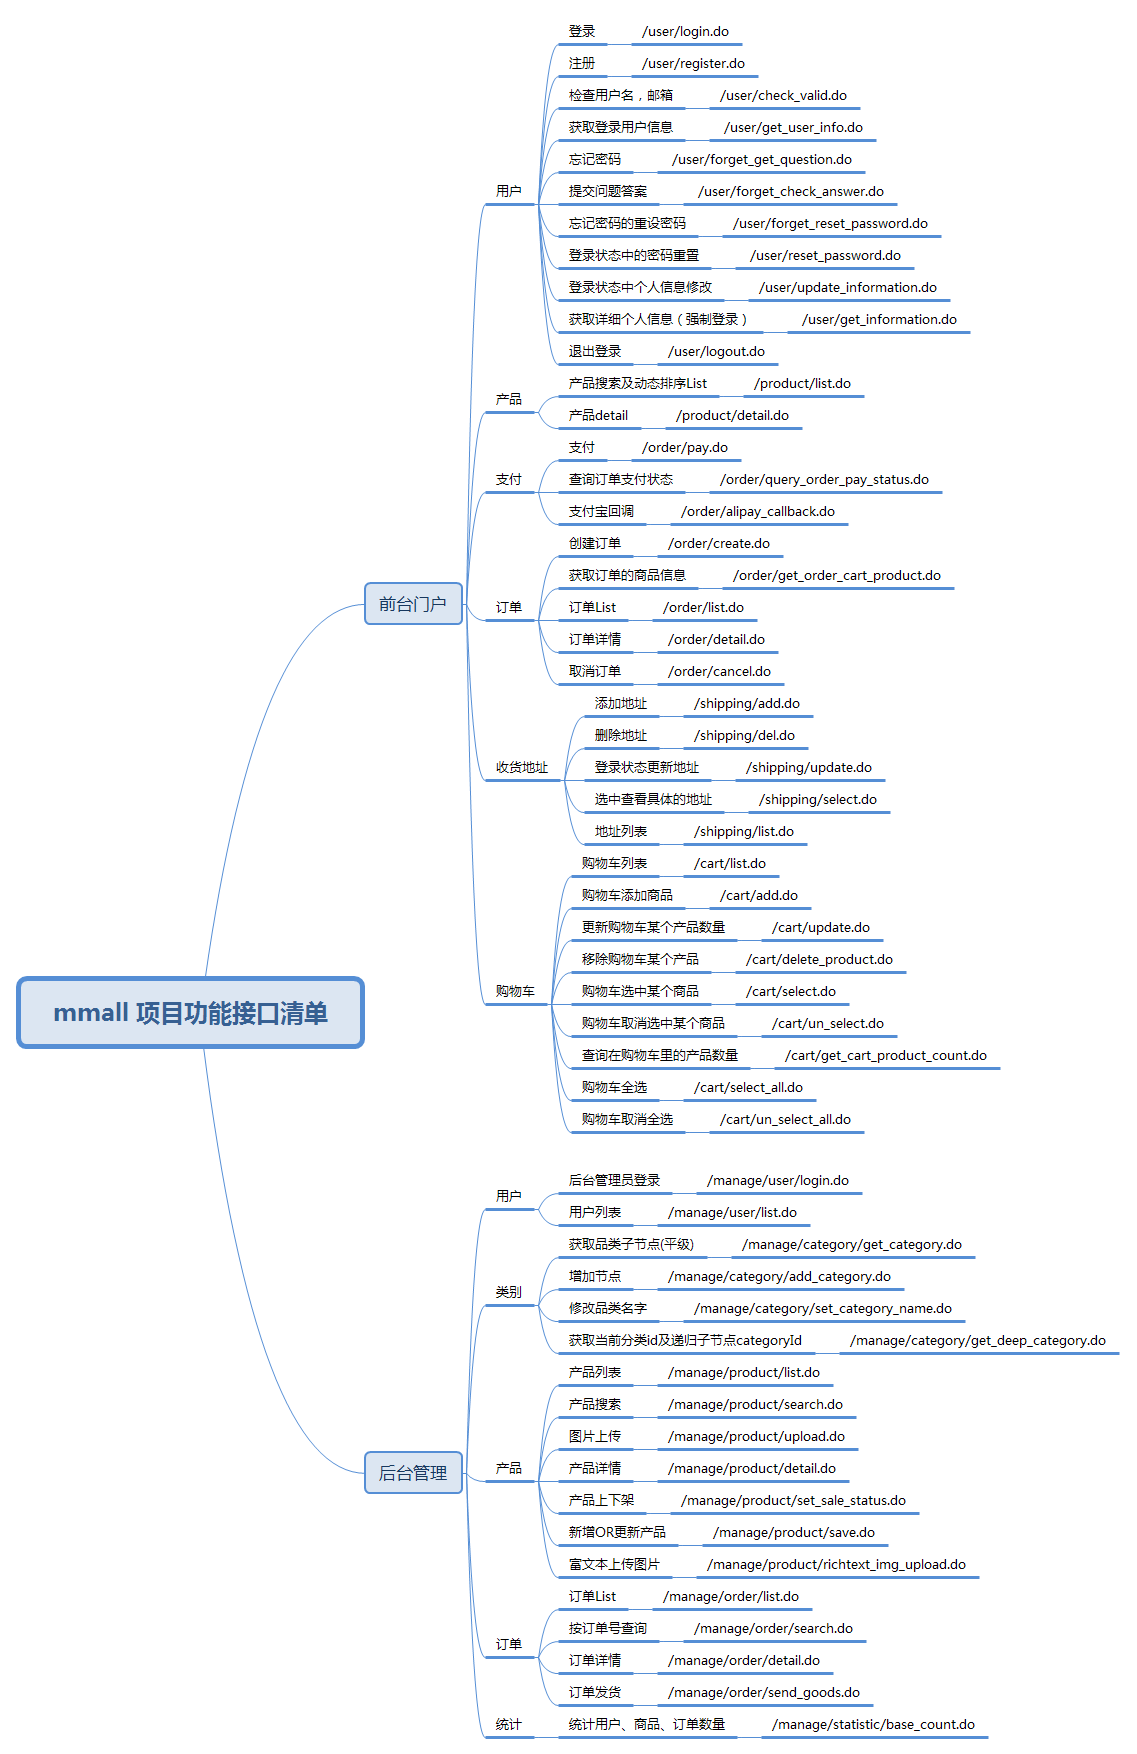 mmall 项目功能接口清单
前台门户
用户
登录 /user/login.do
注册 /user/register.do
检查用户名，邮箱 /user/check_valid.do
获取登录用户信息 /user/get_user_info.do
忘记密码 /user/forget_get_question.do
提交问题答案 /user/forget_check_answer.do
忘记密码的重设密码 /user/forget_reset_password.do
登录状态中的密码重置 /user/reset_password.do
登录状态中个人信息修改 /user/update_information.do
获取详细个人信息（强制登录） /user/get_information.do
退出登录 /user/logout.do
产品
产品搜索及动态排序List /product/list.do
产品detail /product/detail.do
支付
支付 /order/pay.do
查询订单支付状态 /order/query_order_pay_status.do
支付宝回调 /order/alipay_callback.do
订单
创建订单 /order/create.do
获取订单的商品信息 /order/get_order_cart_product.do
订单List /order/list.do
订单详情 /order/detail.do
取消订单 /order/cancel.do
收货地址
添加地址 /shipping/add.do
删除地址 /shipping/del.do
登录状态更新地址 /shipping/update.do
选中查看具体的地址 /shipping/select.do
地址列表 /shipping/list.do
购物车
购物车列表 /cart/list.do
购物车添加商品 /cart/add.do
更新购物车某个产品数量 /cart/update.do
移除购物车某个产品 /cart/delete_product.do
购物车选中某个商品 /cart/select.do
购物车取消选中某个商品 /cart/un_select.do
查询在购物车里的产品数量 /cart/get_cart_product_count.do
购物车全选 /cart/select_all.do
购物车取消全选 /cart/un_select_all.do
后台管理
用户
后台管理员登录 /manage/user/login.do
用户列表 /manage/user/list.do
类别
获取品类子节点(平级) /manage/category/get_category.do
增加节点 /manage/category/add_category.do
修改品类名字 /manage/category/set_category_name.do
获取当前分类id及递归子节点categoryId /manage/category/get_deep_category.do
产品
产品列表 /manage/product/list.do
产品搜索 /manage/product/search.do
图片上传 /manage/product/upload.do
产品详情 /manage/product/detail.do
产品上下架 /manage/product/set_sale_status.do
新增OR更新产品 /manage/product/save.do
富文本上传图片 /manage/product/richtext_img_upload.do
订单
订单List /manage/order/list.do
按订单号查询 /manage/order/search.do
订单详情 /manage/order/detail.do
订单发货 /manage/order/send_goods.do
统计
统计用户、商品、订单数量 /manage/statistic/base_count.do